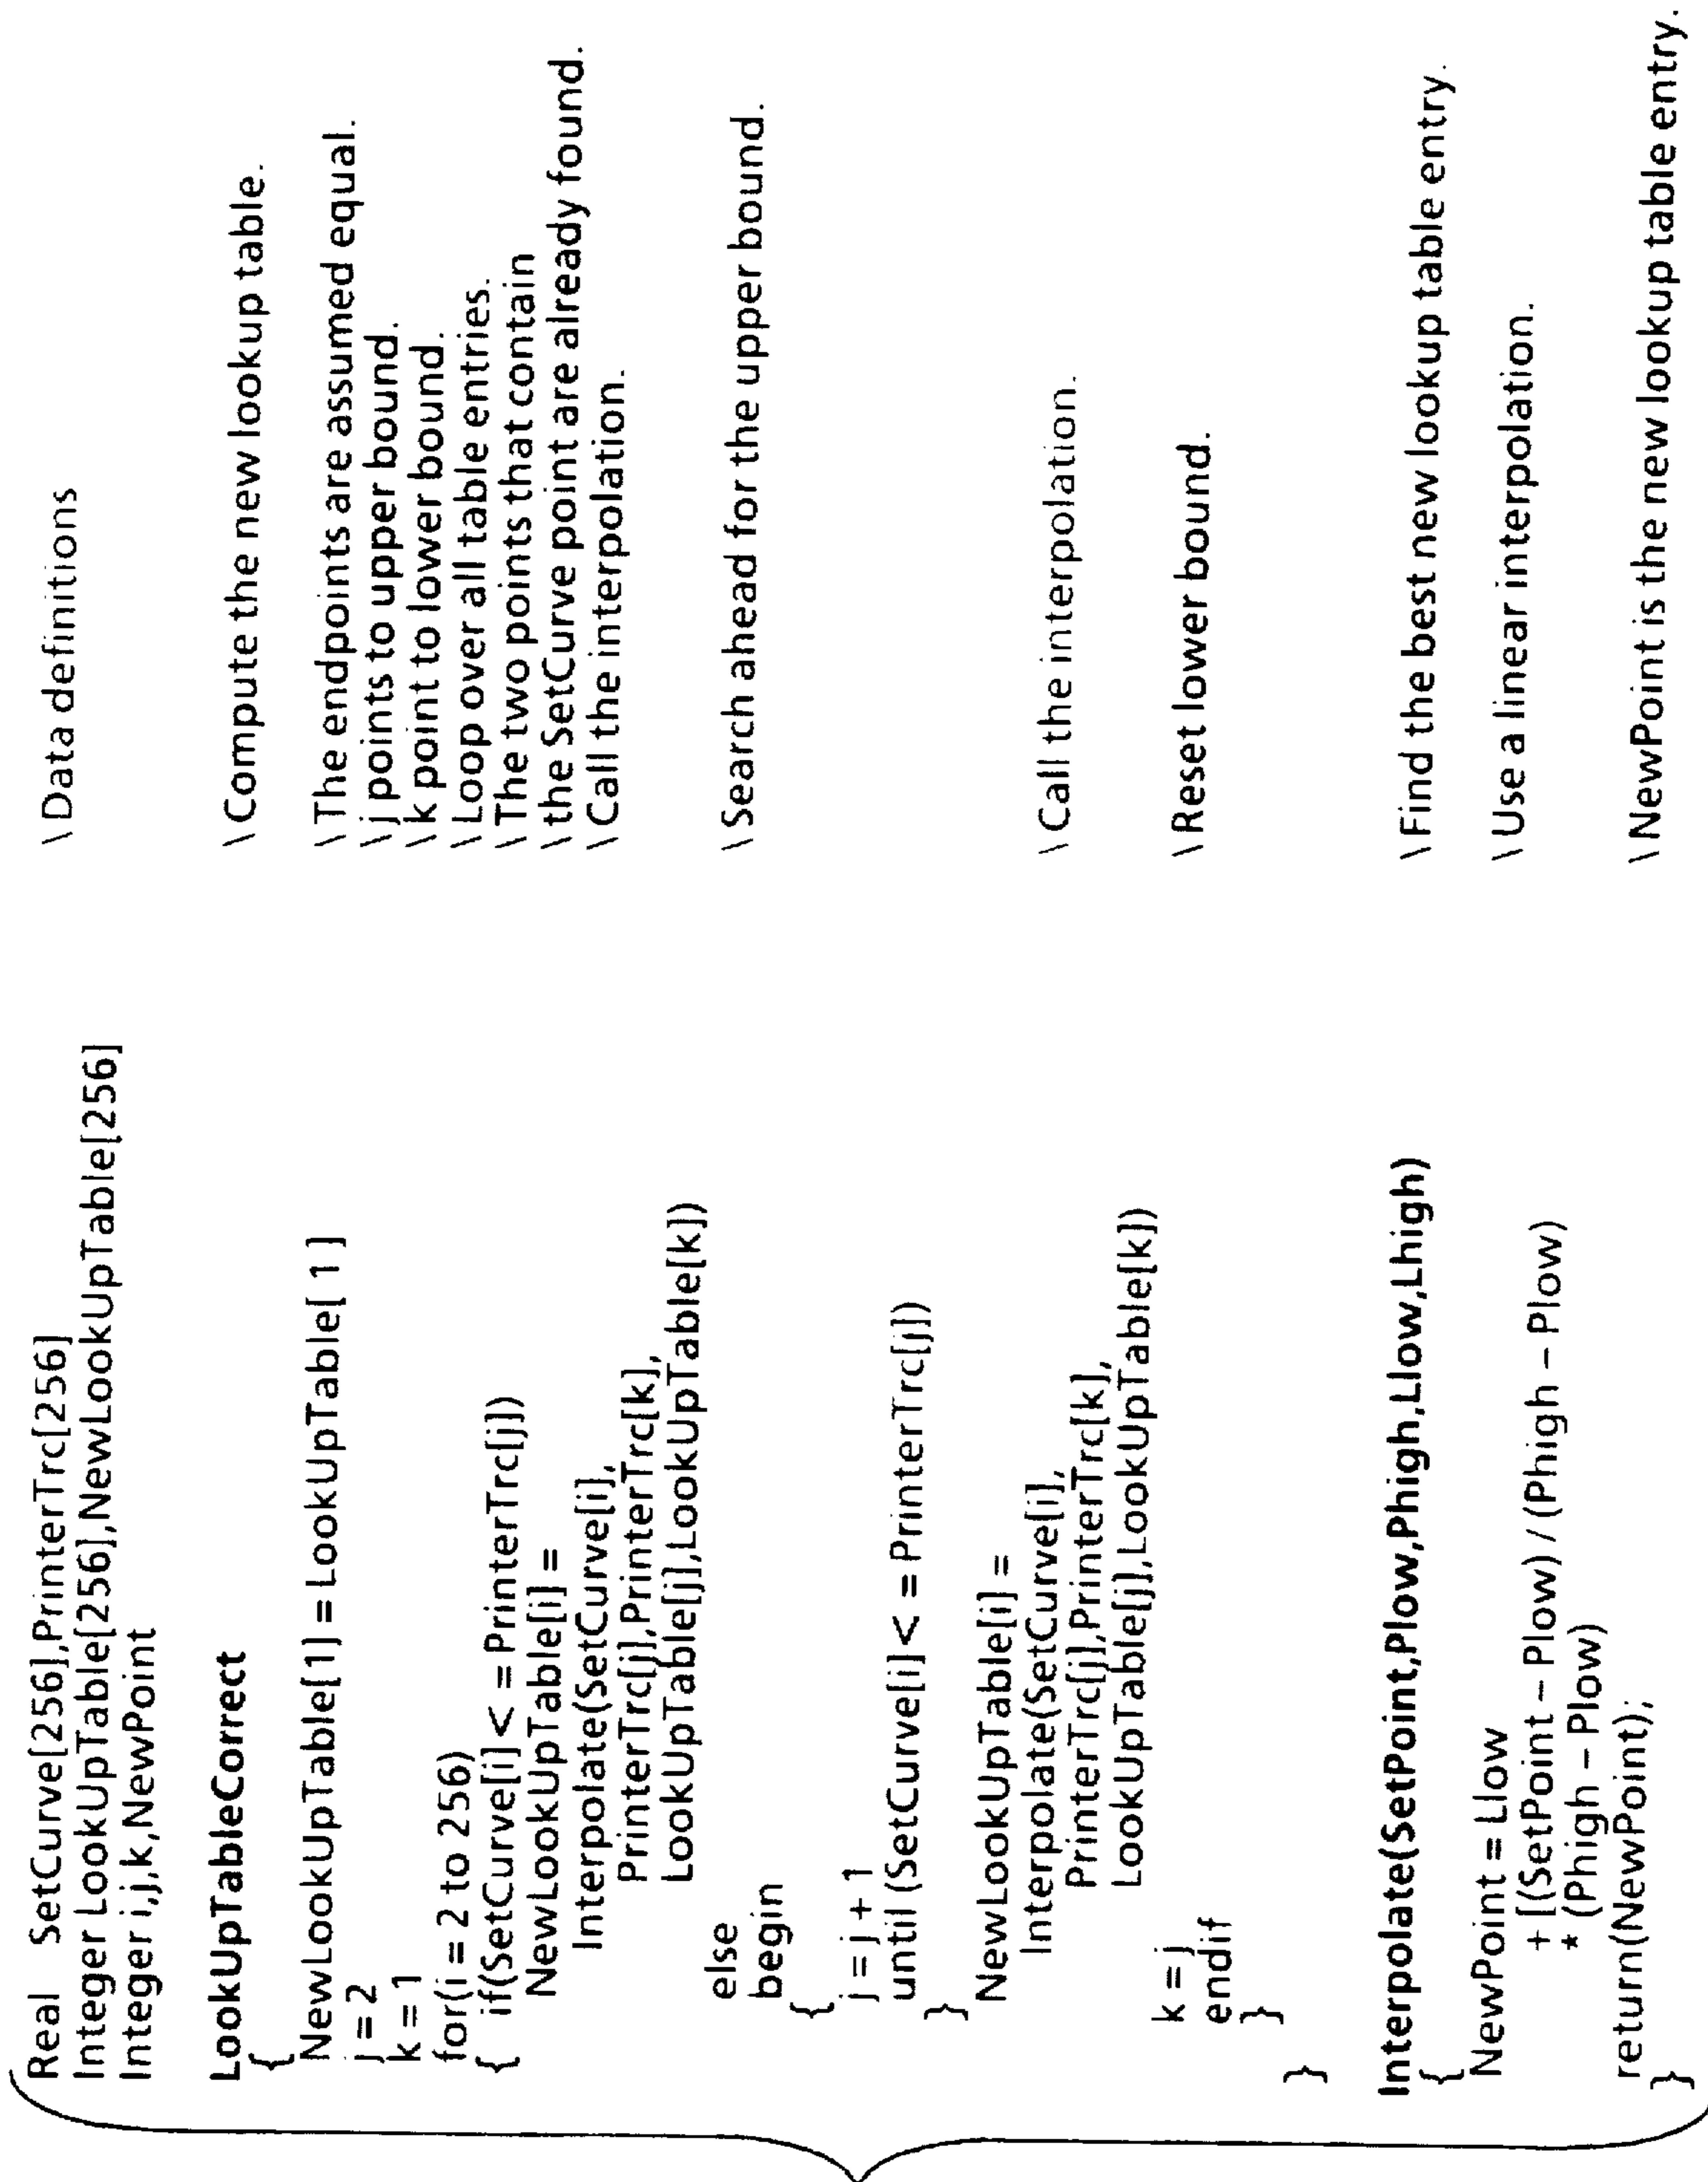 Real SetCurve[256],PrinterTrc[256] \ Data definitions
Integer LookUpTable[256],NewLookUpTable[256]
Integer i,j,k,NewPoint
LookUpTableCorrect \ Compute the new lookup table.
{
NewLookUpTable[1] = LookUpTable[ 1 ] \ The endpoints are assumed equal.
j = 2 \ j points to upper bound.
k = 1 \ k point to lower bound.
for(i = 2 to 256) \ Loop over all table entries.
{ if(SetCurve[i] < = PrinterTrc[j]) \ The two points that contain
NewLookUpTable[i] = \ the SetCurve point are already found.
Interpolate(SetCurve[i], \ Call the interpolation.
PrinterTrc[j],PrinterTrc[k],
LookUpTable[j],LookUpTable[k])
else \ Search ahead for the upper bound.
begin
{
j = j + 1
until (SetCurve[i] < = PrinterTrc[j])
}
NewLookUpTable[i] =
Interpolate(SetCurve[i], \ Call the interpolation.
PrinterTrc[j],PrinterTrc[k],
LookUpTable[j],LookUpTable[k])
k = j \ Reset lower bound.
endif
}
}
Interpolate(SetPoint,Plow,Phigh,Llow,Lhigh) \ Find the best new lookup table entry.
{
NewPoint = Llow \ Use a linear interpolation.
+ [(SetPoint – Plow) / (Phigh – Plow)
* (Phigh – Plow)
return(NewPoint); \ NewPoint is the new lookup table entry.
}